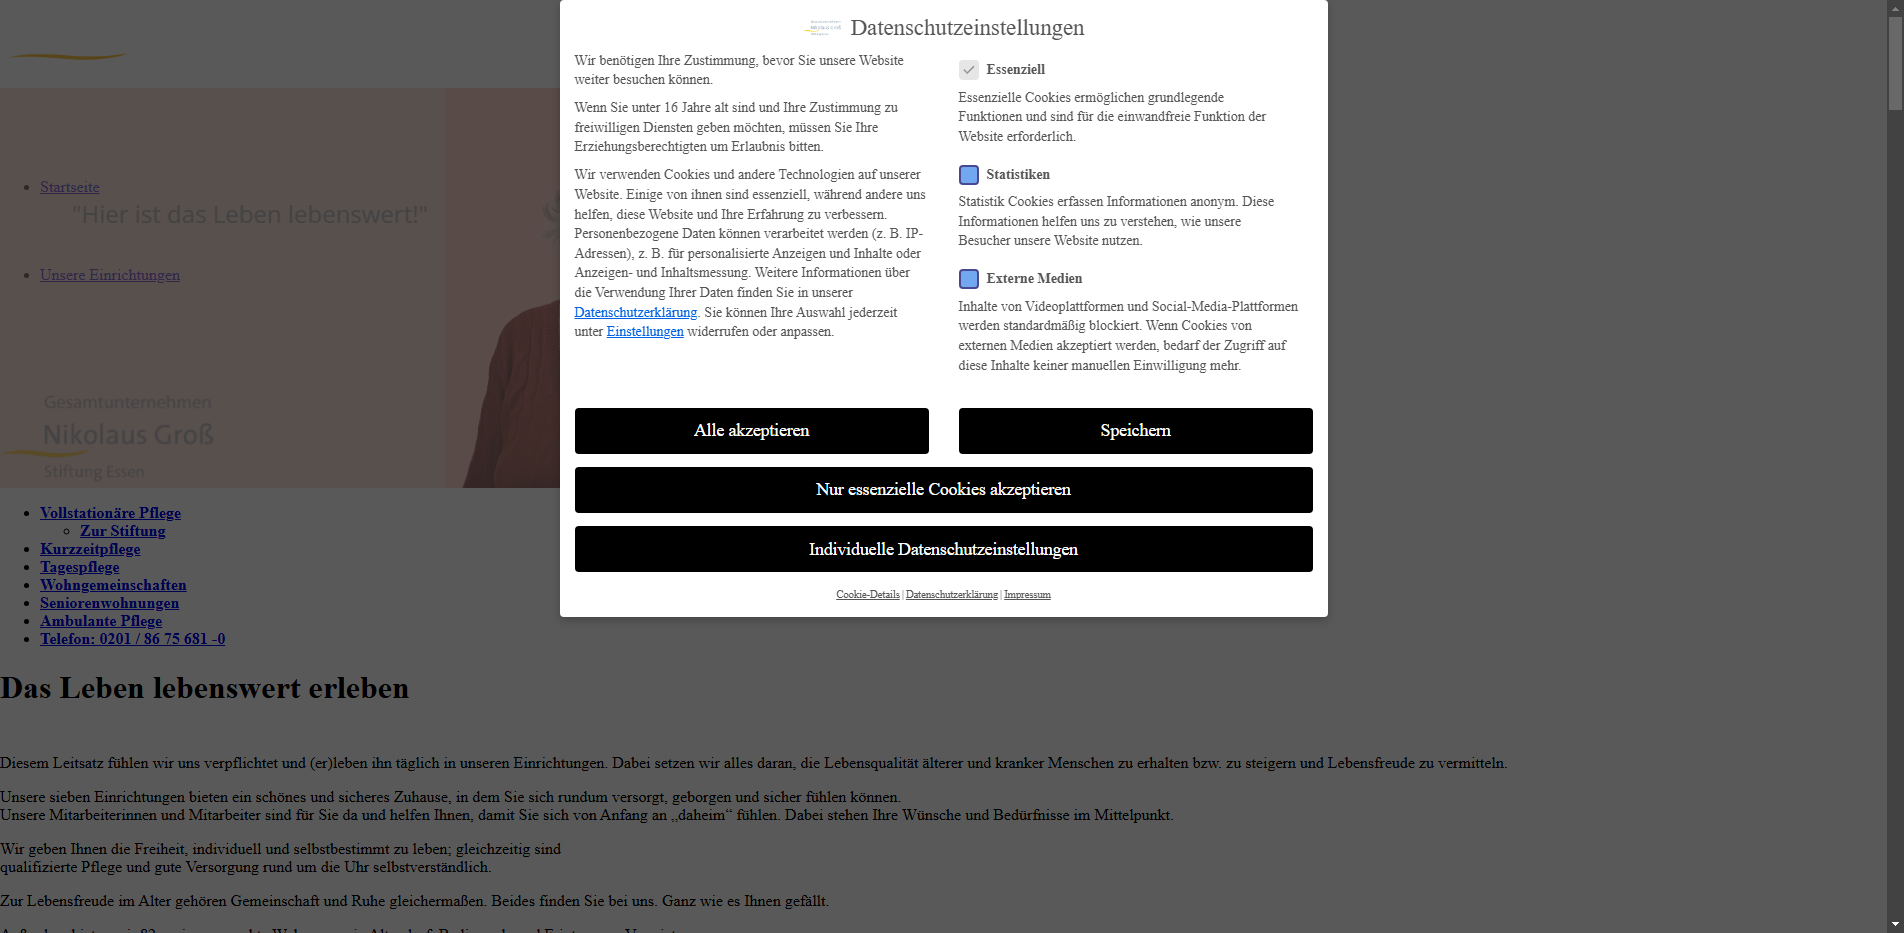 Datenschutzeinstellungen
Wir benötigen Ihre Zustimmung, bevor Sie unsere Website
weiter besuchen können.
Wenn Sie unter 16 Jahre alt sind und Ihre Zustimmung zu
freiwilligen Diensten geben möchten, müssen Sie Ihre
Erziehungsberechtigten um Erlaubnis bitten.
Wir verwenden Cookies und andere Technologien auf unserer
Website. Einige von ihnen sind essenziell, während andere uns
helfen, diese Website und Ihre Erfahrung zu verbessern.
Personenbezogene Daten können verarbeitet werden (z. B. IP-
Adressen), z. B. für personalisierte Anzeigen und Inhalte oder
Anzeigen- und Inhaltsmessung. Weitere Informationen über
die Verwendung Ihrer Daten finden Sie in unserer
Datenschutzerklärung. Sie können Ihre Auswahl jederzeit
unter Einstellungen widerrufen oder anpassen.
Essenziell
Essenzielle Cookies ermöglichen grundlegende
Funktionen und sind für die einwandfreie Funktion der
Website erforderlich.
Statistiken
Statistik Cookies erfassen Informationen anonym. Diese
Informationen helfen uns zu verstehen, wie unsere
Besucher unsere Website nutzen.
Externe Medien
Inhalte von Videoplattformen und Social-Media-Plattformen
werden standardmäßig blockiert. Wenn Cookies von
externen Medien akzeptiert werden, bedarf der Zugriff auf
diese Inhalte keiner manuellen Einwilligung mehr.
Alle akzeptieren
Speichern
Nur essenzielle Cookies akzeptieren
Individuelle Datenschutzeinstellungen
Cookie-Details | Datenschutzerklärung | Impressum
Startseite
"Hier ist das Leben lebenswert!"
Unsere Einrichtungen
Gesamtunternehmen
Nikolaus Groß
Stiftung Essen
Vollstationäre Pflege
Zur Stiftung
Kurzzeitpflege
Tagespflege
Wohngemeinschaften
Seniorenwohnungen
Ambulante Pflege
Telefon: 0201 / 86 75 681 -0
Das Leben lebenswert erleben
Diesem Leitsatz fühlen wir uns verpflichtet und (er)leben ihn täglich in unseren Einrichtungen. Dabei setzen wir alles daran, die Lebensqualität älterer und kranker Menschen zu erhalten bzw. zu steigern und Lebensfreude zu vermitteln.
Unsere sieben Einrichtungen bieten ein schönes und sicheres Zuhause, in dem Sie sich rundum versorgt, geborgen und sicher fühlen können.
Unsere Mitarbeiterinnen und Mitarbeiter sind für Sie da und helfen Ihnen, damit Sie sich von Anfang an „daheim“ fühlen. Dabei stehen Ihre Wünsche und Bedürfnisse im Mittelpunkt.
Wir geben Ihnen die Freiheit, individuell und selbstbestimmt zu leben; gleichzeitig sind
qualifizierte Pflege und gute Versorgung rund um die Uhr selbstverständlich.
Zur Lebensfreude im Alter gehören Gemeinschaft und Ruhe gleichermaßen. Beides finden Sie bei uns. Ganz wie es Ihnen gefällt.